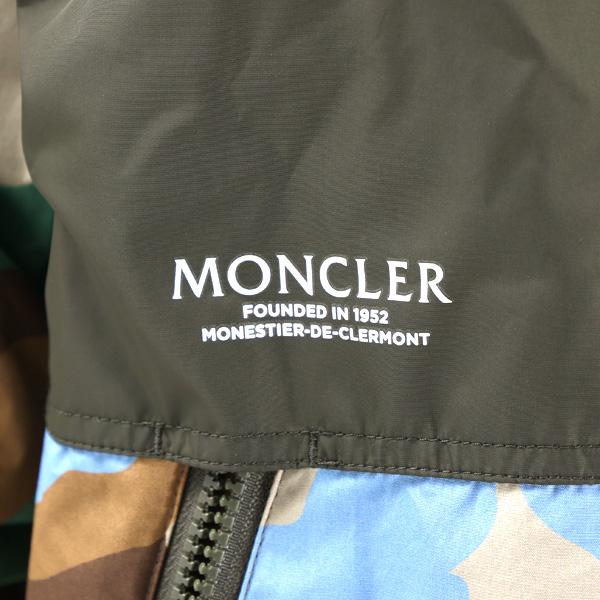 MONCLER
FOUNDED IN 1952
MONESTIER-DE-CLERMONT